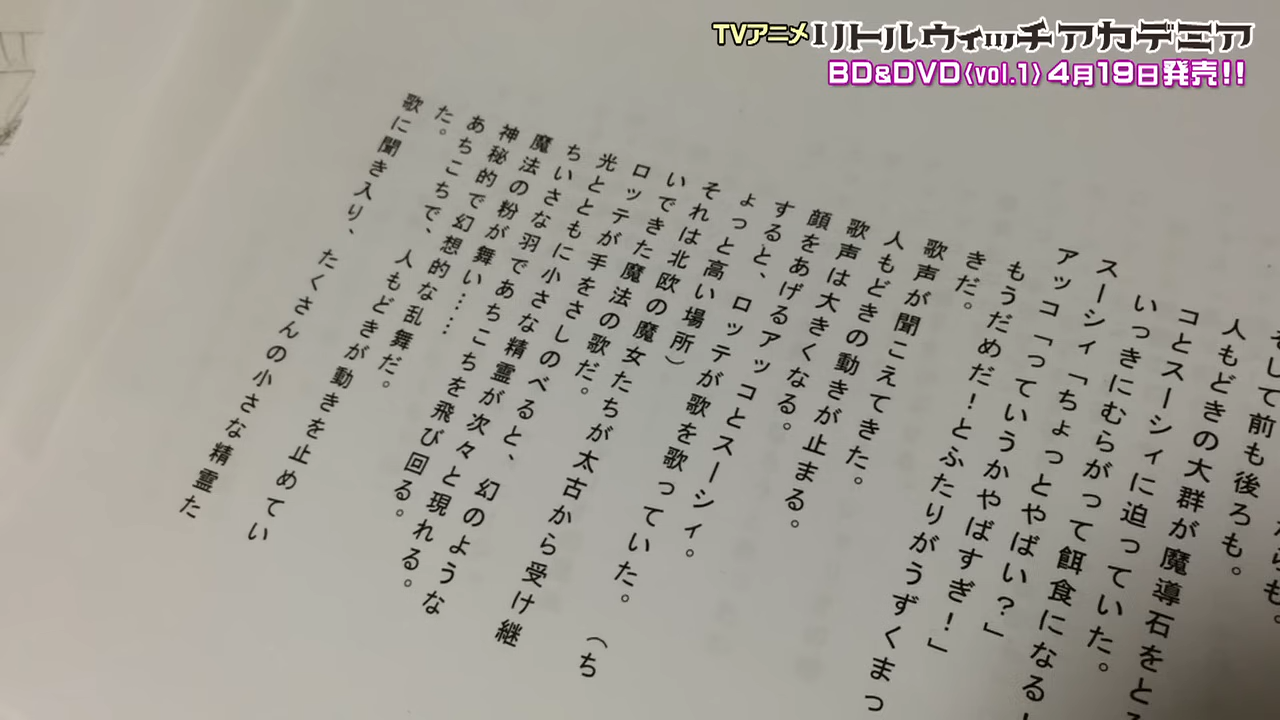 TVアニメリトルウィッチアカデミア
BD&DVD〈vol.1〉4月19日発売!!
そして前も後ろも。
人もどきの大群が魔導石をとる
コとスーシィに迫っていた。
いっきにむらがって餌食になる
スーシィ「ちょっとやばい?」
アッコ「っていうかやばすぎ!」
もうだめだ!とふたりがうずくまっ
きだ。
歌声が聞こえてきた。
人もどきの動きが止まる。
歌声は大きくなる。
顔をあげるアッコとスーシィ。
すると、ロッテが歌を歌っていた。(ち
ょっと高い場所)
それは北欧の魔女たちが太古から受け継
いできた魔法の歌だ。
ロッテが手をさしのべると、幻のような
光とともに小さな精霊が次々と現れる。
ちいさな羽であちこちを飛び回る。
魔法の粉が舞い……
神秘的で幻想的な乱舞だ。
あちこちで、人もどきが動きを止めてい
た。
歌に聞き入り、たくさんの小さな精霊た